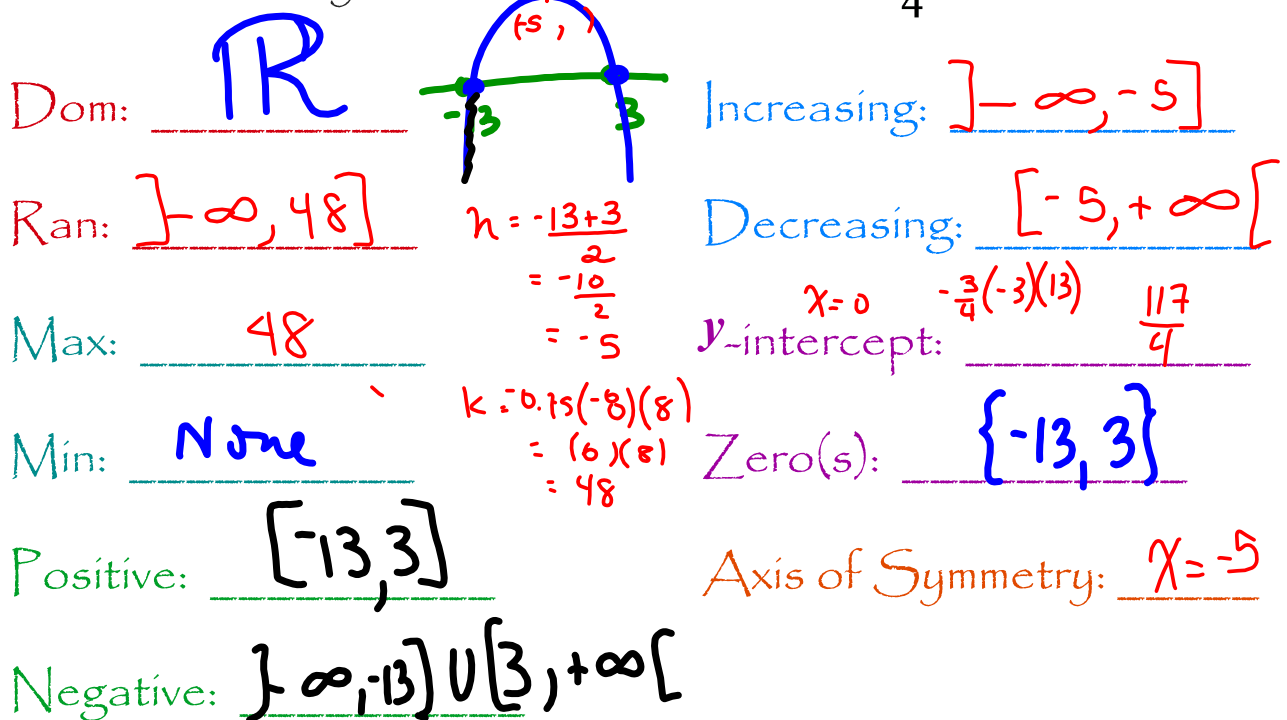 4
(-5 , )
Dom: ℝ
-13 3
Increasing: ]-∞, -5]
Ran: ]-∞, 48]
h = (-13+3)/2
= -10/2
= -5
Decreasing: [-5, +∞[
x=0 -3/4(-3)(13)
Max: 48
y-intercept: 117/4
k = -0.75(-8)(8)
= (6)(8)
= 48
Min: None
Zero(s): {-13, 3}
Positive: [-13, 3]
Axis of Symmetry: x = -5
Negative: ]-∞, -13] U [3, +∞[